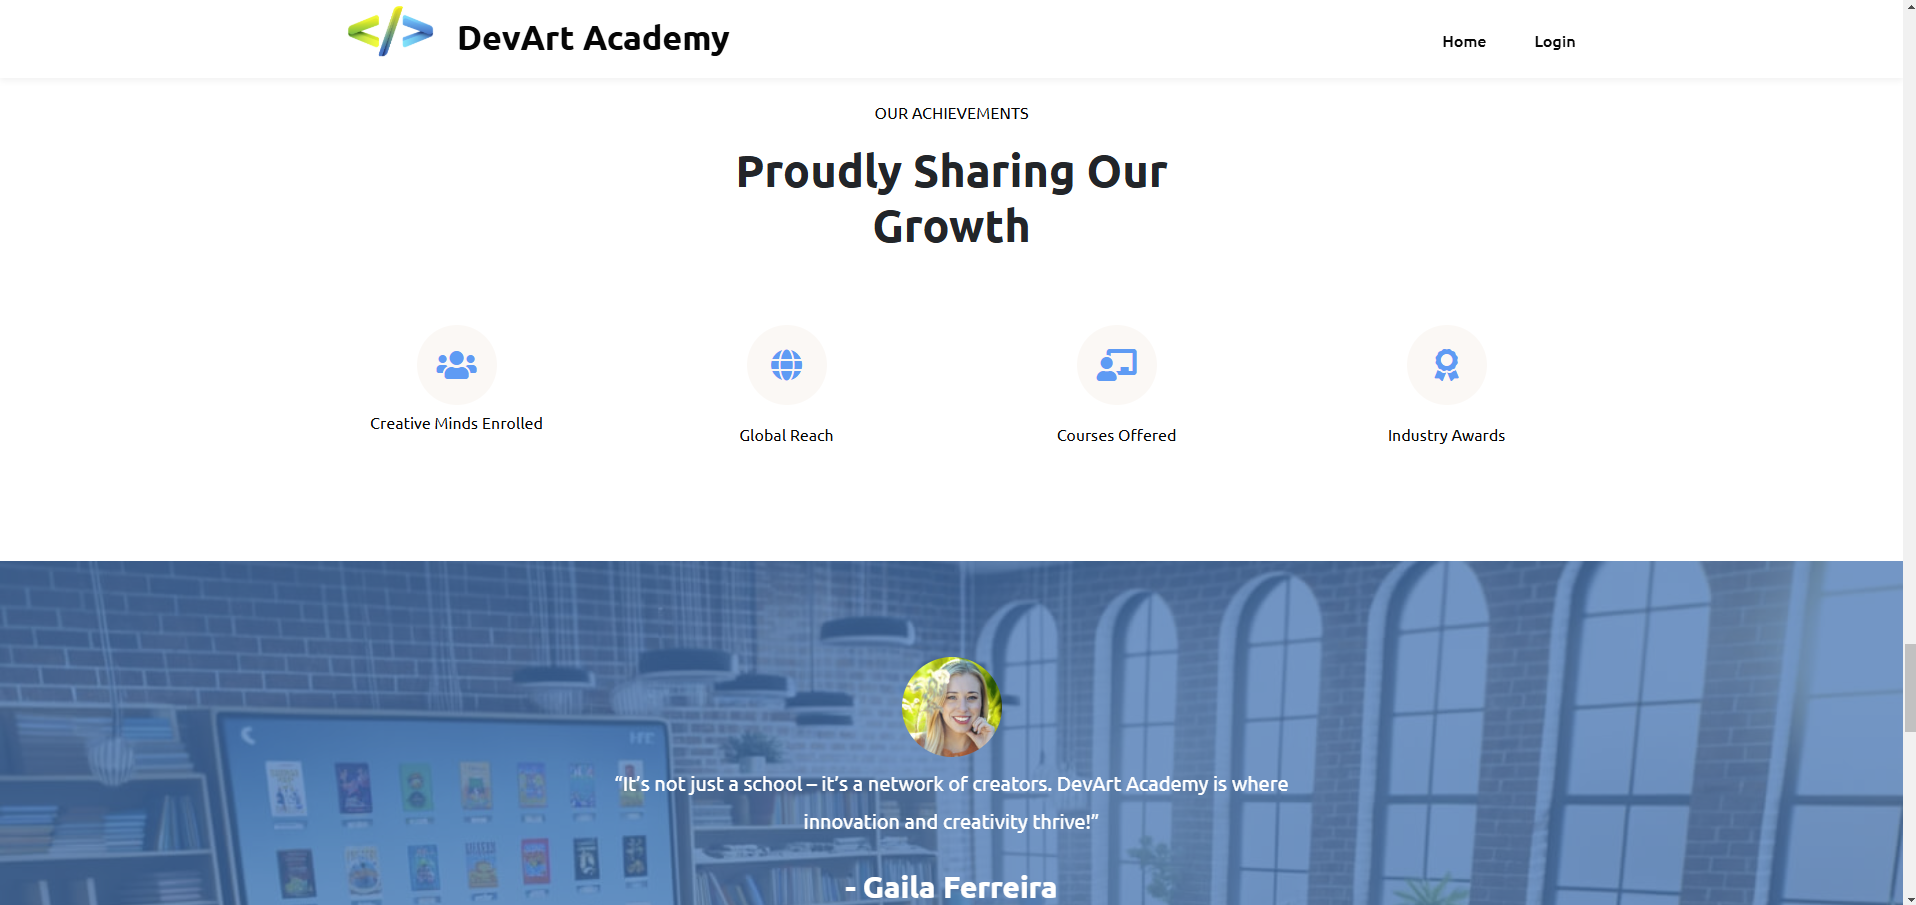 DevArt Academy
Home
Login
OUR ACHIEVEMENTS
Proudly Sharing Our
Growth
Creative Minds Enrolled
Global Reach
Courses Offered
Industry Awards
“It’s not just a school – it’s a network of creators. DevArt Academy is where
innovation and creativity thrive!”
- Gaila Ferreira